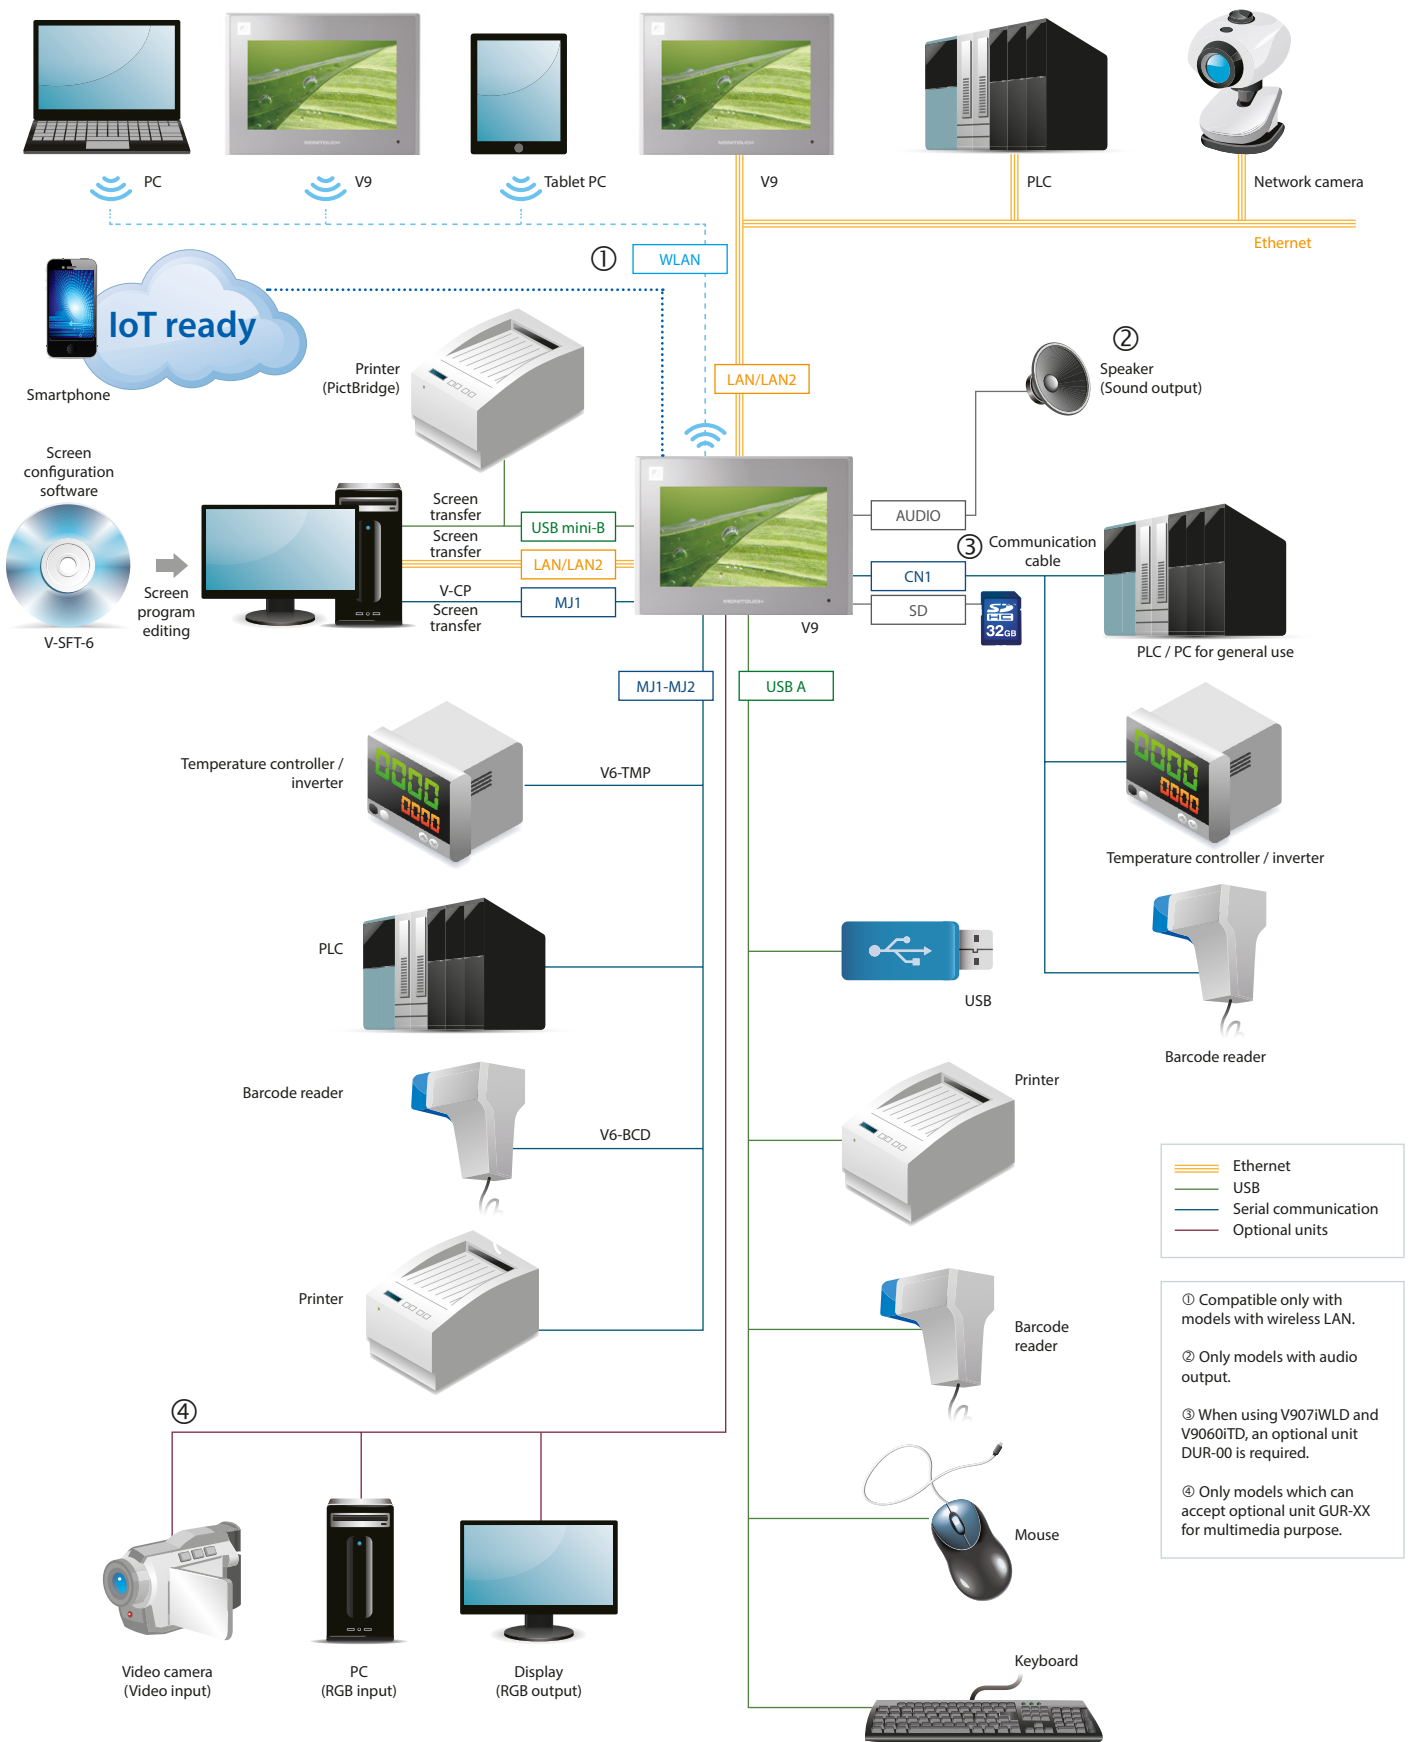 PC
V9
Tablet PC
V9
PLC
Network camera
Ethernet
①
WLAN
IoT ready
Smartphone
Printer
(PictBridge)
LAN/LAN2
②
Speaker
(Sound output)
Screen
configuration
software
V-SFT-6
Screen
program
editing
Screen
transfer
USB mini-B
Screen
transfer
LAN/LAN2
V-CP
MJ1
Screen
transfer
MONITOUCH
V9
AUDIO
③
Communication
cable
CN1
SD
SD
HC
32GB
PLC / PC for general use
MJ1-MJ2
USB A
Temperature controller /
inverter
V6-TMP
0000
0000
0000
0000
Temperature controller / inverter
PLC
USB
Barcode reader
Barcode reader
V6-BCD
Printer
Printer
Barcode
reader
Ethernet
USB
Serial communication
Optional units
① Compatible only with
models with wireless LAN.
② Only models with audio
output.
③ When using V907iWLD and
V9060iTD, an optional unit
DUR-00 is required.
④ Only models which can
accept optional unit GUR-XX
for multimedia purpose.
④
Mouse
Video camera
(Video input)
PC
(RGB input)
Display
(RGB output)
Keyboard